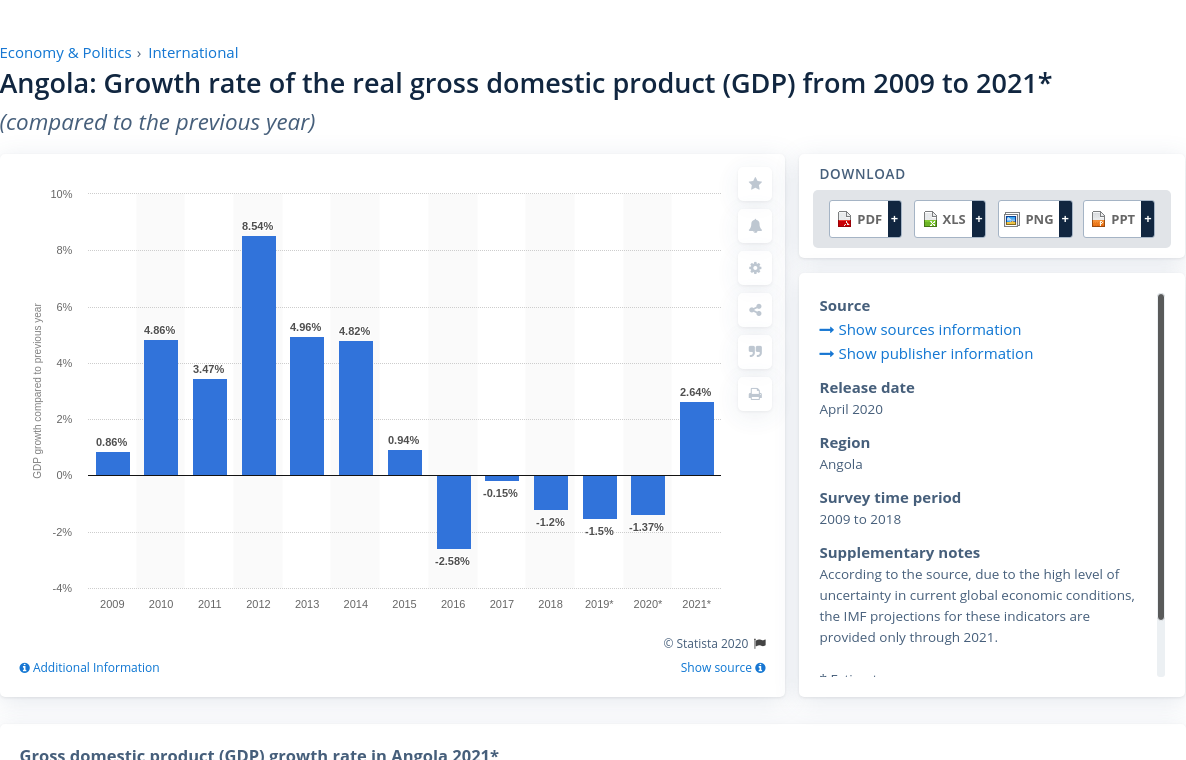 Economy & Politics › International
Angola: Growth rate of the real gross domestic product (GDP) from 2009 to 2021*
(compared to the previous year)
GDP growth compared to previous year
10%
8%
6%
4%
2%
0%
-2%
-4%
0.86%
4.86%
3.47%
8.54%
4.96%
4.82%
0.94%
-2.58%
-0.15%
-1.2%
-1.5%
-1.37%
2.64%
2009
2010
2011
2012
2013
2014
2015
2016
2017
2018
2019*
2020*
2021*
© Statista 2020
Additional Information
Show source
DOWNLOAD
PDF +
XLS +
PNG +
PPT +
Source
Show sources information
Show publisher information
Release date
April 2020
Region
Angola
Survey time period
2009 to 2018
Supplementary notes
According to the source, due to the high level of
uncertainty in current global economic conditions,
the IMF projections for these indicators are
provided only through 2021.
Gross domestic product (GDP) growth rate in Angola 2021*